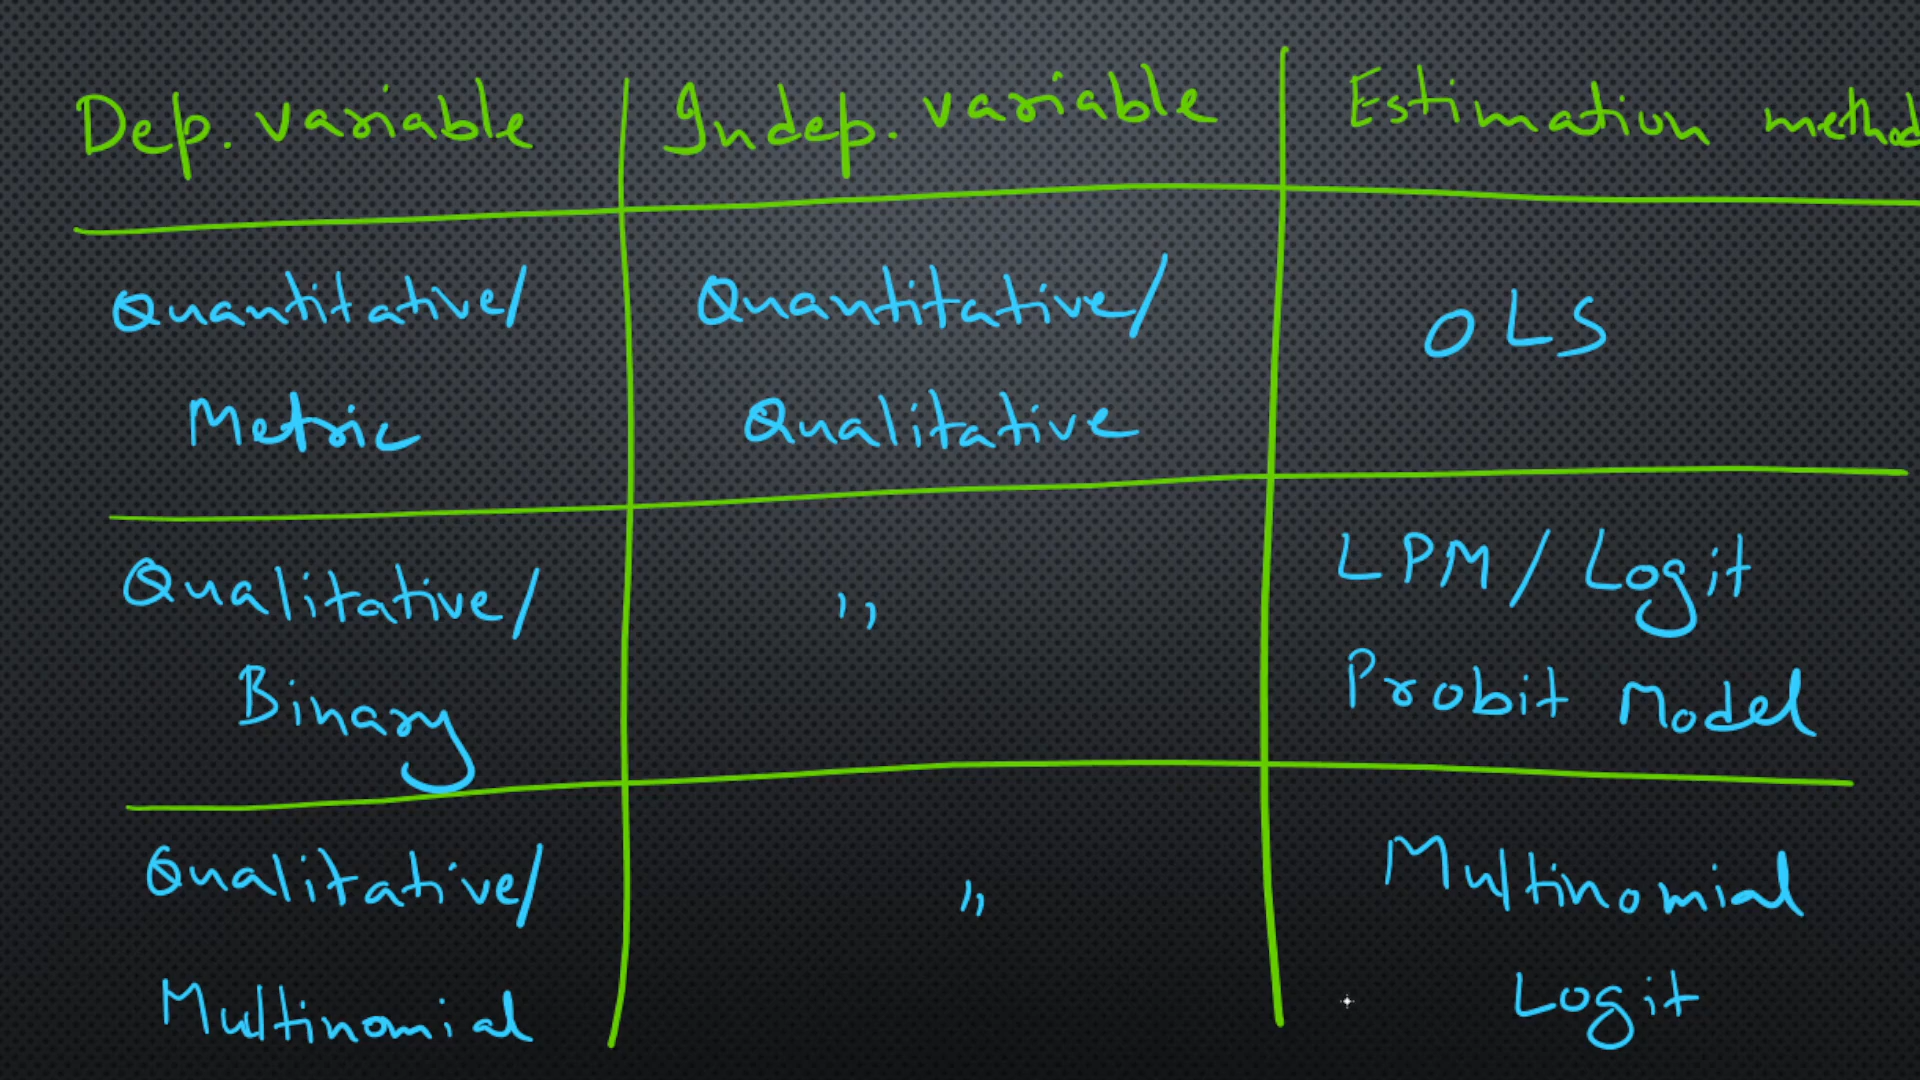 Dep. variable Indep. variable Estimation method
Quantitative/ Quantitative/ OLS
Metric Qualitative
Qualitative/ ,, LPM / Logit
Binary Probit Model
Qualitative/ ,, Multinomial
Multinomial Logit